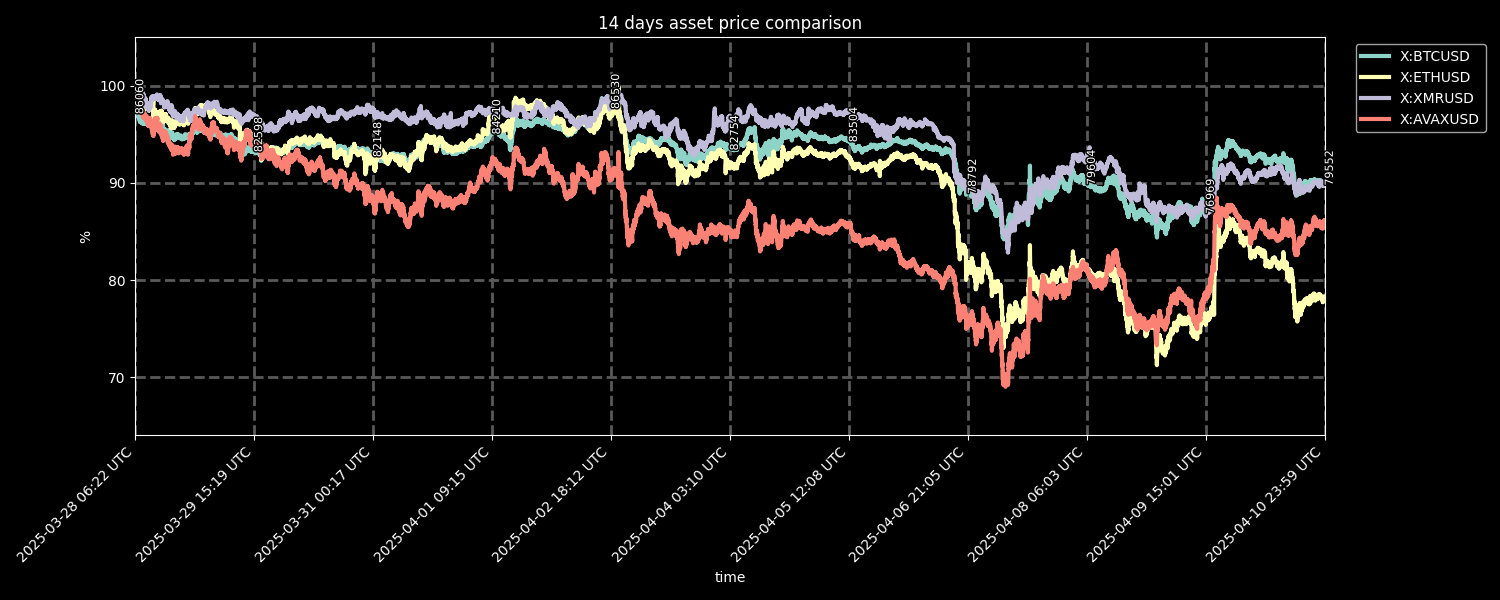 14 days asset price comparison
X:BTCUSD
X:ETHUSD
X:XMRUSD
X:AVAXUSD
%
100
90
80
70
86060
82598
82148
84210
86530
82754
83504
78792
79604
76969
79552
2025-03-28 06:22 UTC
2025-03-29 15:19 UTC
2025-03-31 00:17 UTC
2025-04-01 09:15 UTC
2025-04-02 18:12 UTC
2025-04-04 03:10 UTC
2025-04-05 12:08 UTC
2025-04-06 21:05 UTC
2025-04-08 06:03 UTC
2025-04-09 15:01 UTC
2025-04-10 23:59 UTC
time